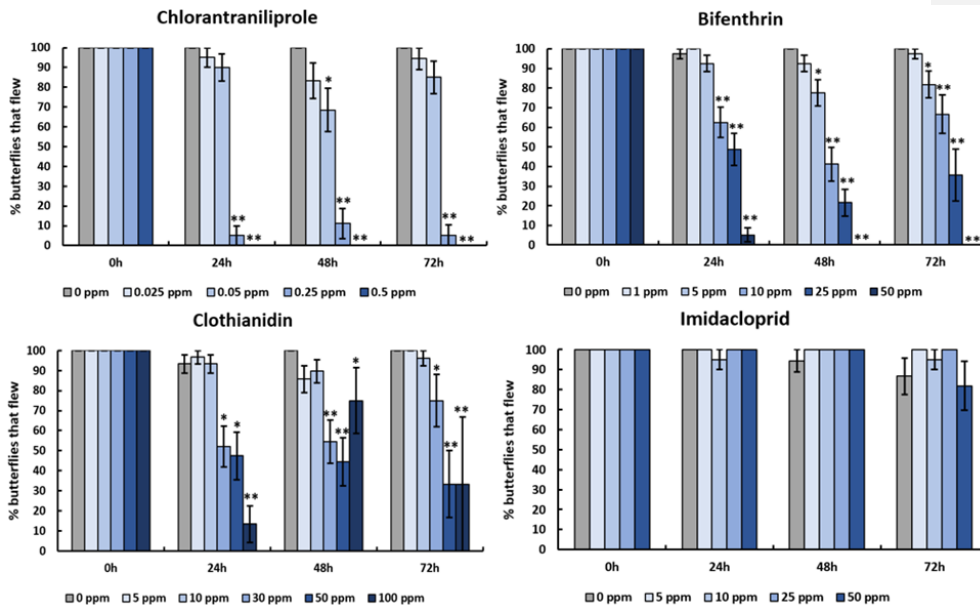 Chlorantraniliprole
% butterflies that flew
100
90
80
70
60
50
40
30
20
10
0
* 
** ** ** ** ** **
0h 24h 48h 72h
0 ppm 0.025 ppm 0.05 ppm 0.25 ppm 0.5 ppm
Bifenthrin
% butterflies that flew
100
90
80
70
60
50
40
30
20
10
0
** ** ** * ** ** ** * ** ** **
0h 24h 48h 72h
0 ppm 1 ppm 5 ppm 10 ppm 25 ppm 50 ppm
Clothianidin
% butterflies that flew
100
90
80
70
60
50
40
30
20
10
0
* * ** ** ** * * ** **
0h 24h 48h 72h
0 ppm 5 ppm 10 ppm 30 ppm 50 ppm 100 ppm
Imidacloprid
% butterflies that flew
100
90
80
70
60
50
40
30
20
10
0
0h 24h 48h 72h
0 ppm 5 ppm 10 ppm 25 ppm 50 ppm